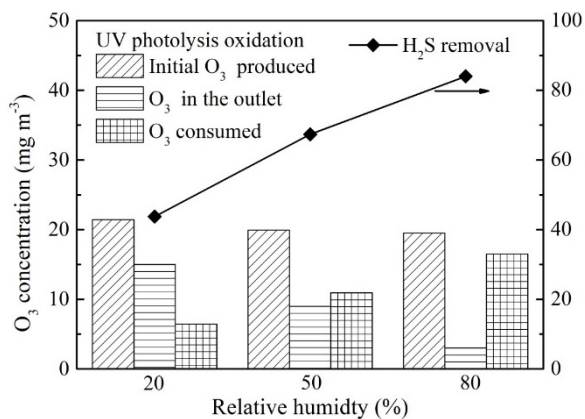 UV photolysis oxidation
Initial O₃ produced
O₃ in the outlet
O₃ consumed
H₂S removal
50
40
30
20
10
0
100
80
60
40
20
0
20
50
80
O₃ concentration (mg m⁻³)
Relative humidity (%)